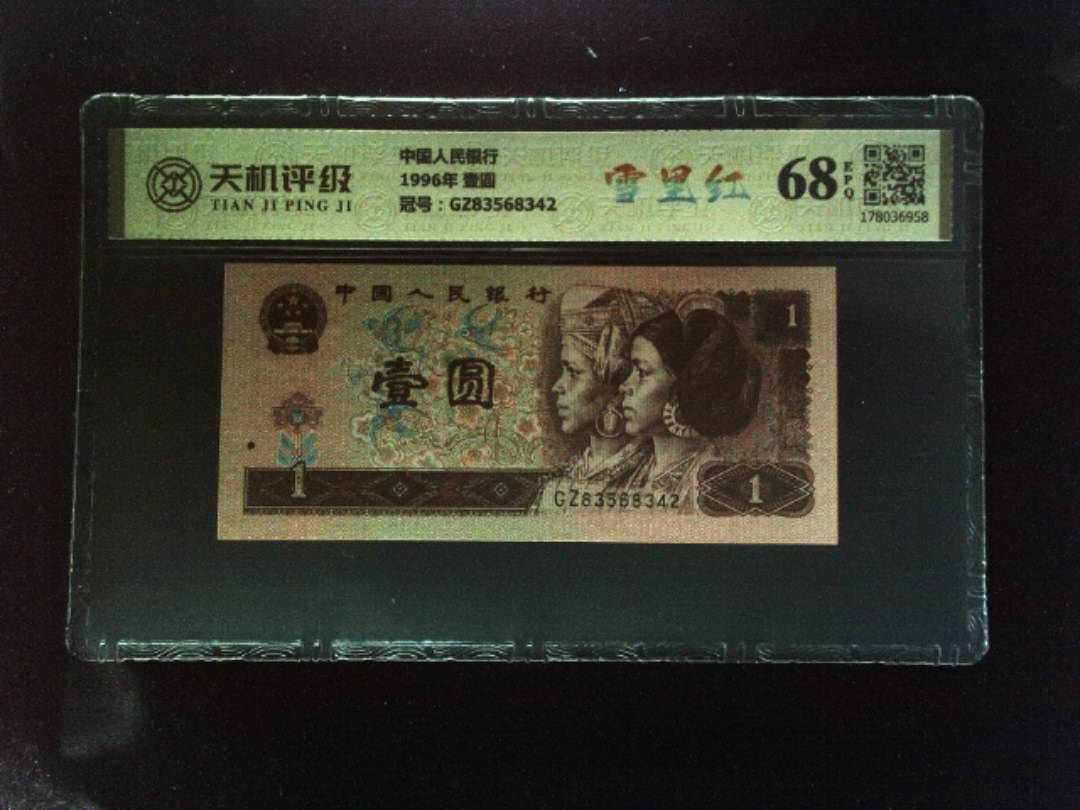 天机评级
TIAN JI PING JI
中国人民银行
1996年 壹圆
冠号：GZ83568342
雪里红
68
EPQ
178036958
中国人民银行
壹圆
1
1
GZ83568342
1